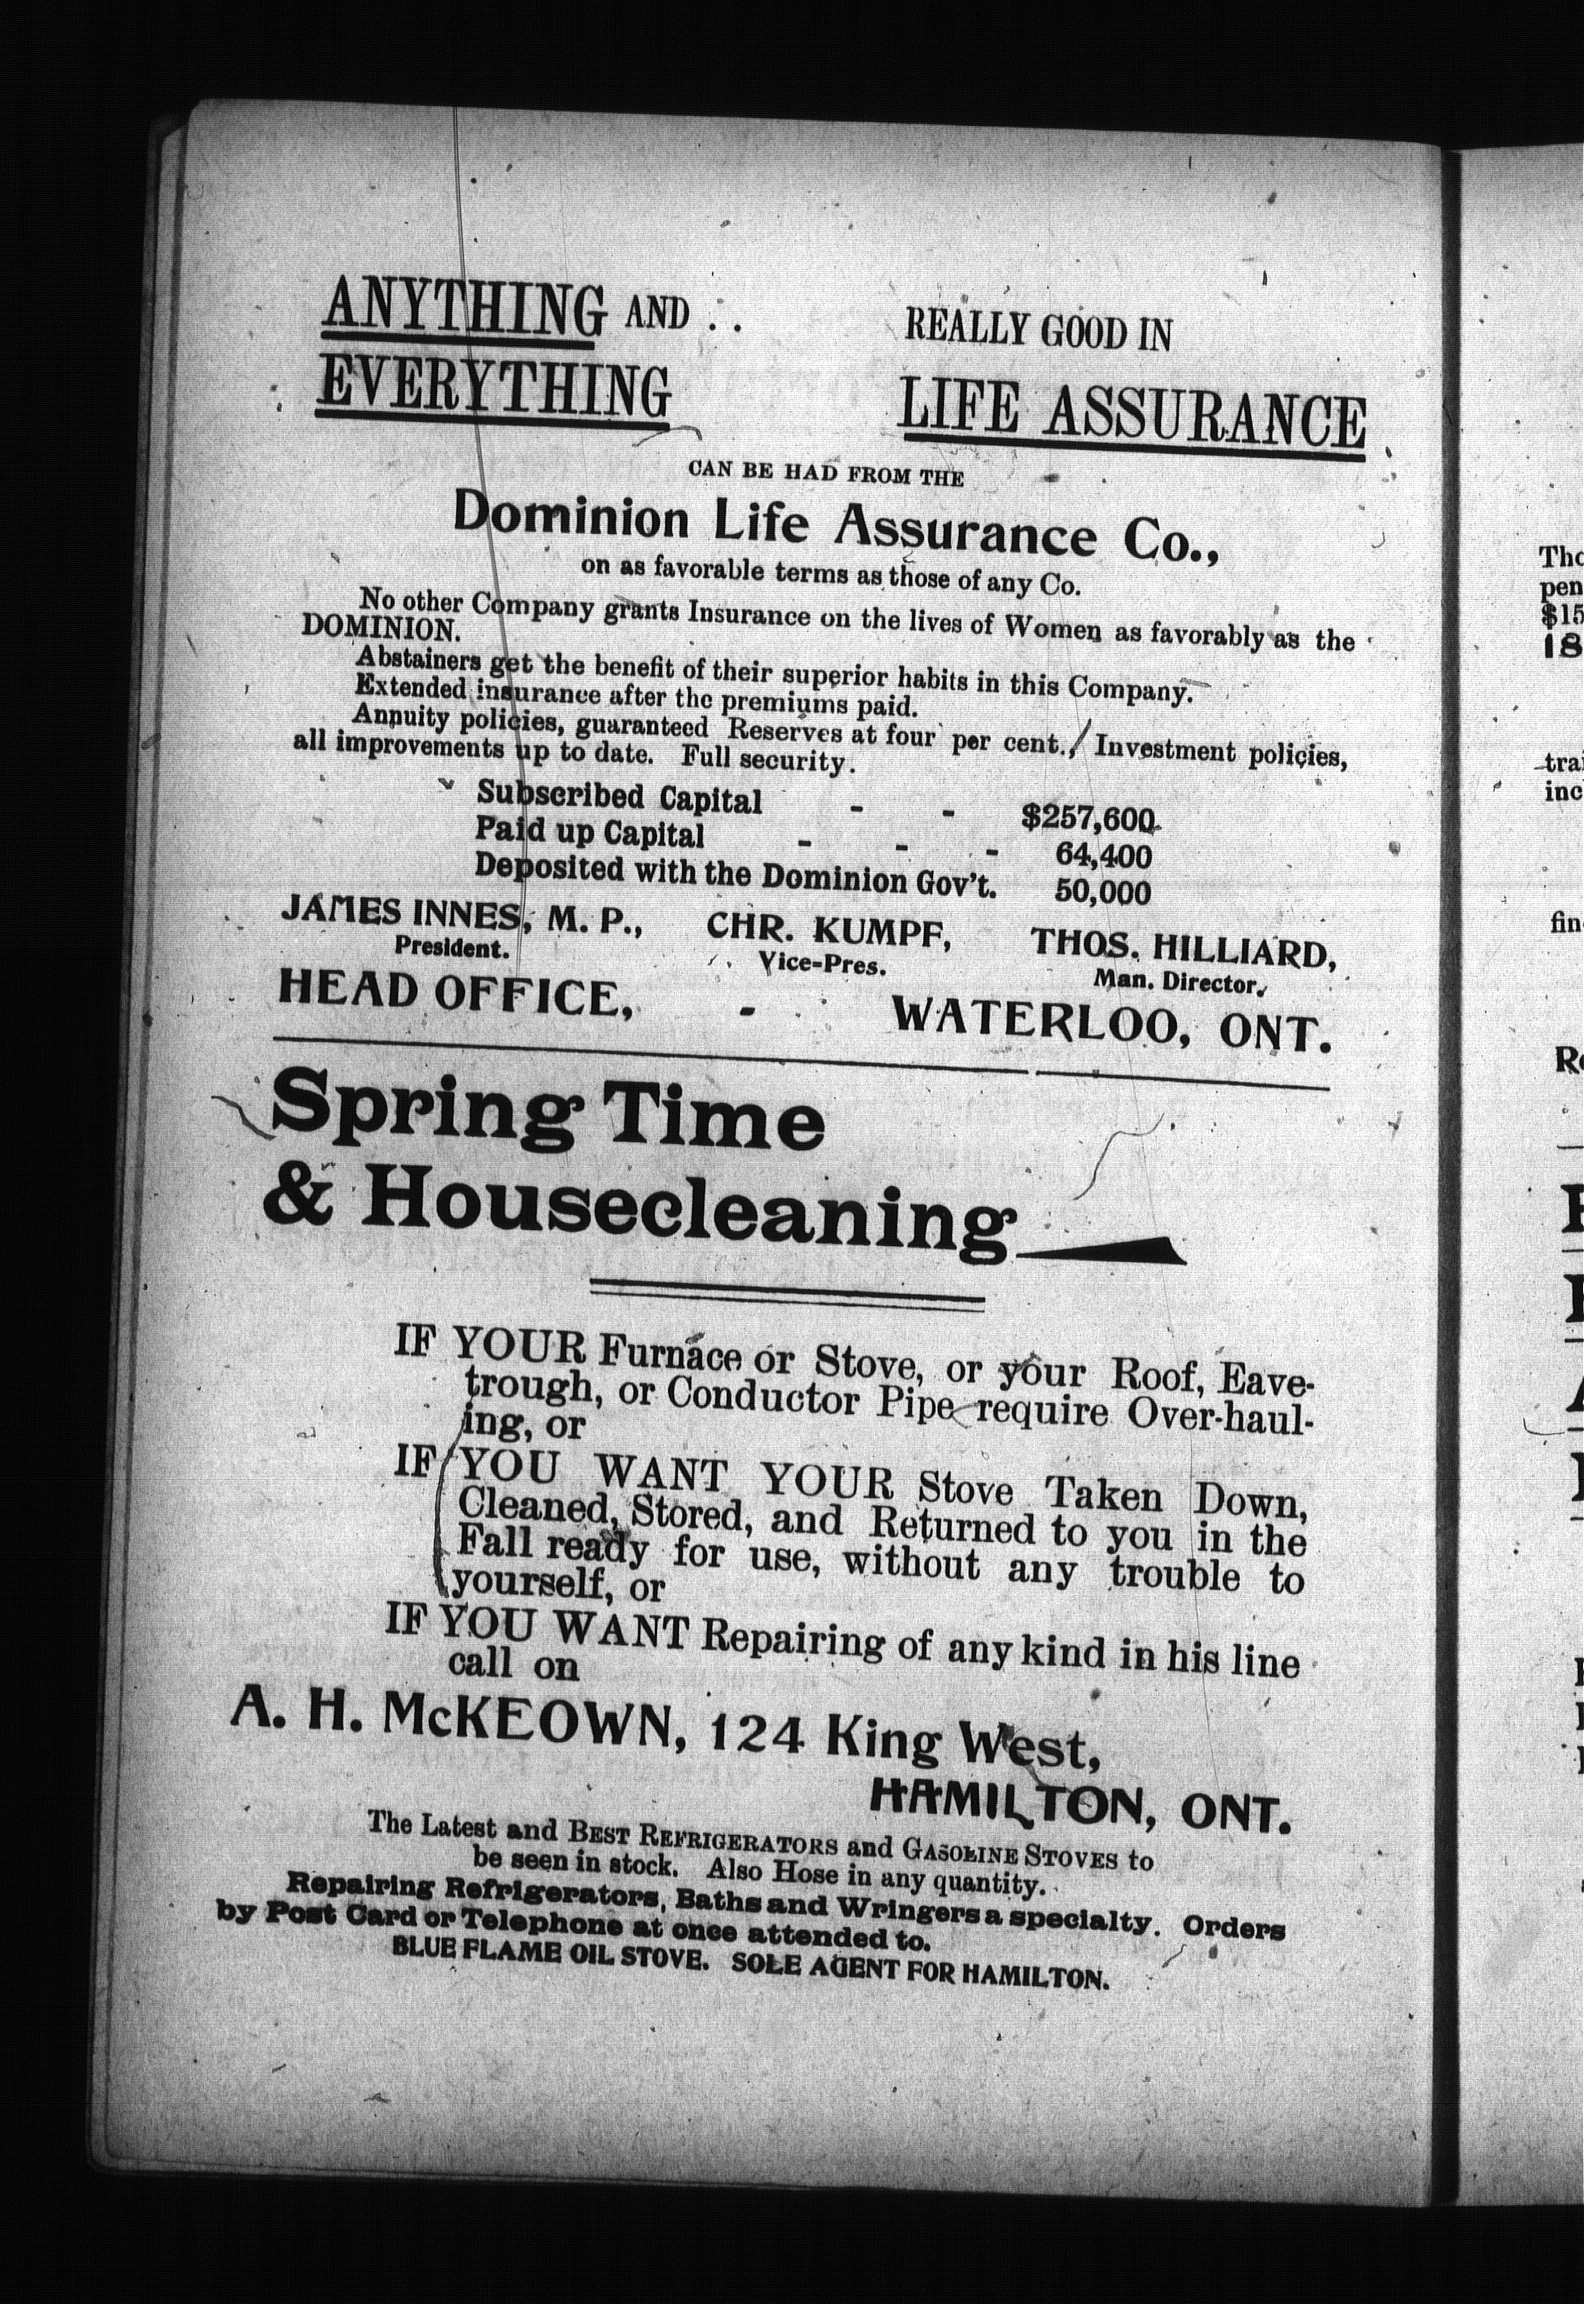 ANYTHING AND . .
EVERYTHING
REALLY GOOD IN
LIFE ASSURANCE
CAN BE HAD FROM THE
Dominion Life Assurance Co.,
on as favorable terms as those of any Co.
No other Company grants Insurance on the lives of Women as favorably as the
DOMINION.
Abstainers get the benefit of their superior habits in this Company.
Extended insurance after the premiums paid.
Annuity policies, guaranteed Reserves at four per cent., Investment policies,
all improvements up to date. Full security.
Subscribed Capital - - $257,600
Paid up Capital - - - 64,400
Deposited with the Dominion Gov't. 50,000
JAMES INNES, M. P., CHR. KUMPF, THOS. HILLIARD,
President. Vice-Pres. Man. Director.
HEAD OFFICE, - WATERLOO, ONT.
Spring Time
& Housecleaning
IF YOUR Furnace or Stove, or your Roof, Eave-
trough, or Conductor Pipe require Over-haul-
ing, or
IF YOU WANT YOUR Stove Taken Down,
Cleaned, Stored, and Returned to you in the
Fall ready for use, without any trouble to
yourself, or
IF YOU WANT Repairing of any kind in his line
call on
A. H. McKEOWN, 124 King West,
HAMILTON, ONT.
The Latest and BEST REFRIGERATORS and GASOLINE STOVES to
be seen in stock. Also Hose in any quantity.
Repairing Refrigerators, Baths and Wringers a specialty. Orders
by Post Card or Telephone at once attended to.
BLUE FLAME OIL STOVE. SOLE AGENT FOR HAMILTON.